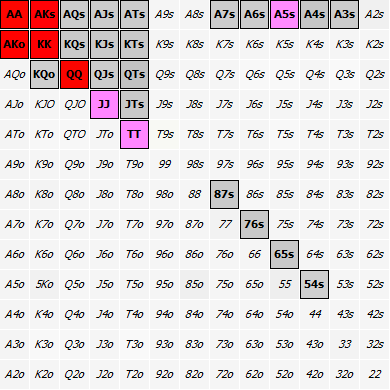 AA AKs AQs AJs ATs A9s A8s A7s A6s A5s A4s A3s A2s
AKo KK KQs KJs KTs K9s K8s K7s K6s K5s K4s K3s K2s
AQo KQo QQ QJs QTs Q9s Q8s Q7s Q6s Q5s Q4s Q3s Q2s
AJo KJO QJO JJ JTs J9s J8s J7s J6s J5s J4s J3s J2s
ATo KTo QTO JTo TT T9s T8s T7s T6s T5s T4s T3s T2s
A9o K9o Q9o J9o T9o 99 98s 97s 96s 95s 94s 93s 92s
A8o K8o Q8o J8o T8o 98o 88 87s 86s 85s 84s 83s 82s
A7o K7o Q7o J7o T7o 97o 87o 77 76s 75s 74s 73s 72s
A6o K6o Q6o J6o T6o 96o 86o 76o 66 65s 64s 63s 62s
A5o 5Ko Q5o J5o T5o 95o 85o 75o 65o 55 54s 53s 52s
A4o K4o Q4o J4o T4o 94o 84o 74o 64o 54o 44 43s 42s
A3o K3o Q3o J3o T3o 93o 83o 73o 63o 53o 43o 33 32s
A2o K2o Q2o J2o T2o 92o 82o 72o 62o 52o 42o 32o 22